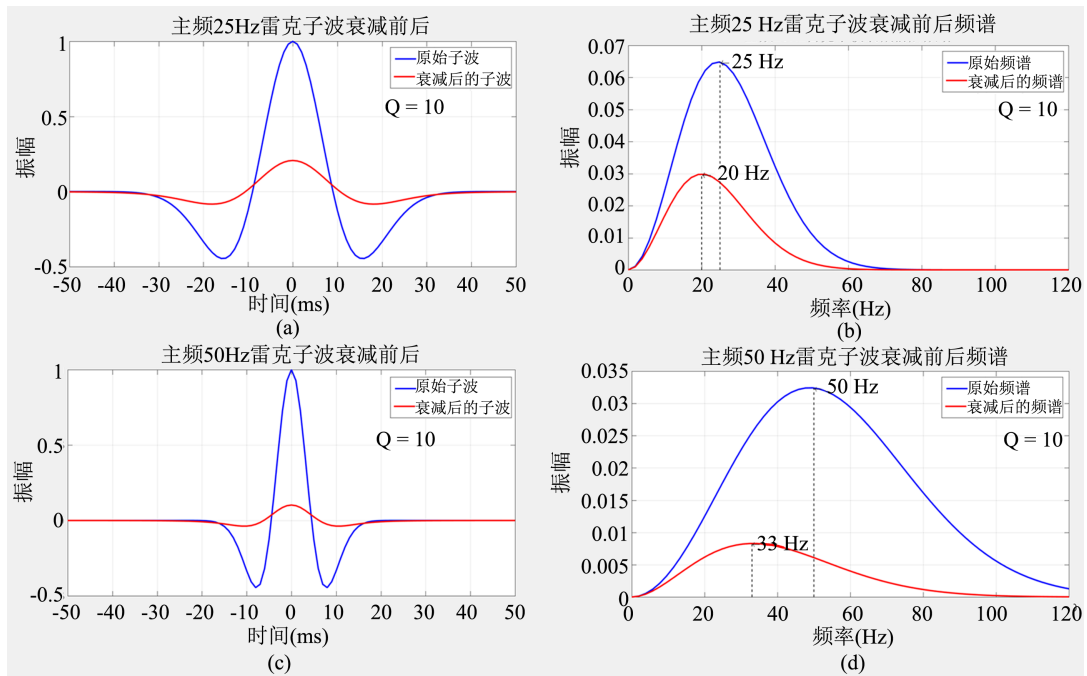 主频25Hz雷克子波衰减前后
1
0.5
0
-0.5
振幅
原始子波
衰减后的子波
Q = 10
-50 -40 -30 -20 -10 0 10 20 30 40 50
时间(ms)
(a)
主频25 Hz雷克子波衰减前后频谱
0.07
0.06
0.05
0.04
0.03
0.02
0.01
0
振幅
25 Hz
20 Hz
原始频谱
衰减后的频谱
Q = 10
0 20 40 60 80 100 120
频率(Hz)
(b)
主频50Hz雷克子波衰减前后
1
0.5
0
-0.5
振幅
原始子波
衰减后的子波
Q = 10
-50 -40 -30 -20 -10 0 10 20 30 40 50
时间(ms)
(c)
主频50 Hz雷克子波衰减前后频谱
0.035
0.03
0.025
0.02
0.015
0.01
0.005
0
振幅
50 Hz
33 Hz
原始频谱
衰减后的频谱
Q = 10
0 20 40 60 80 100 120
频率(Hz)
(d)